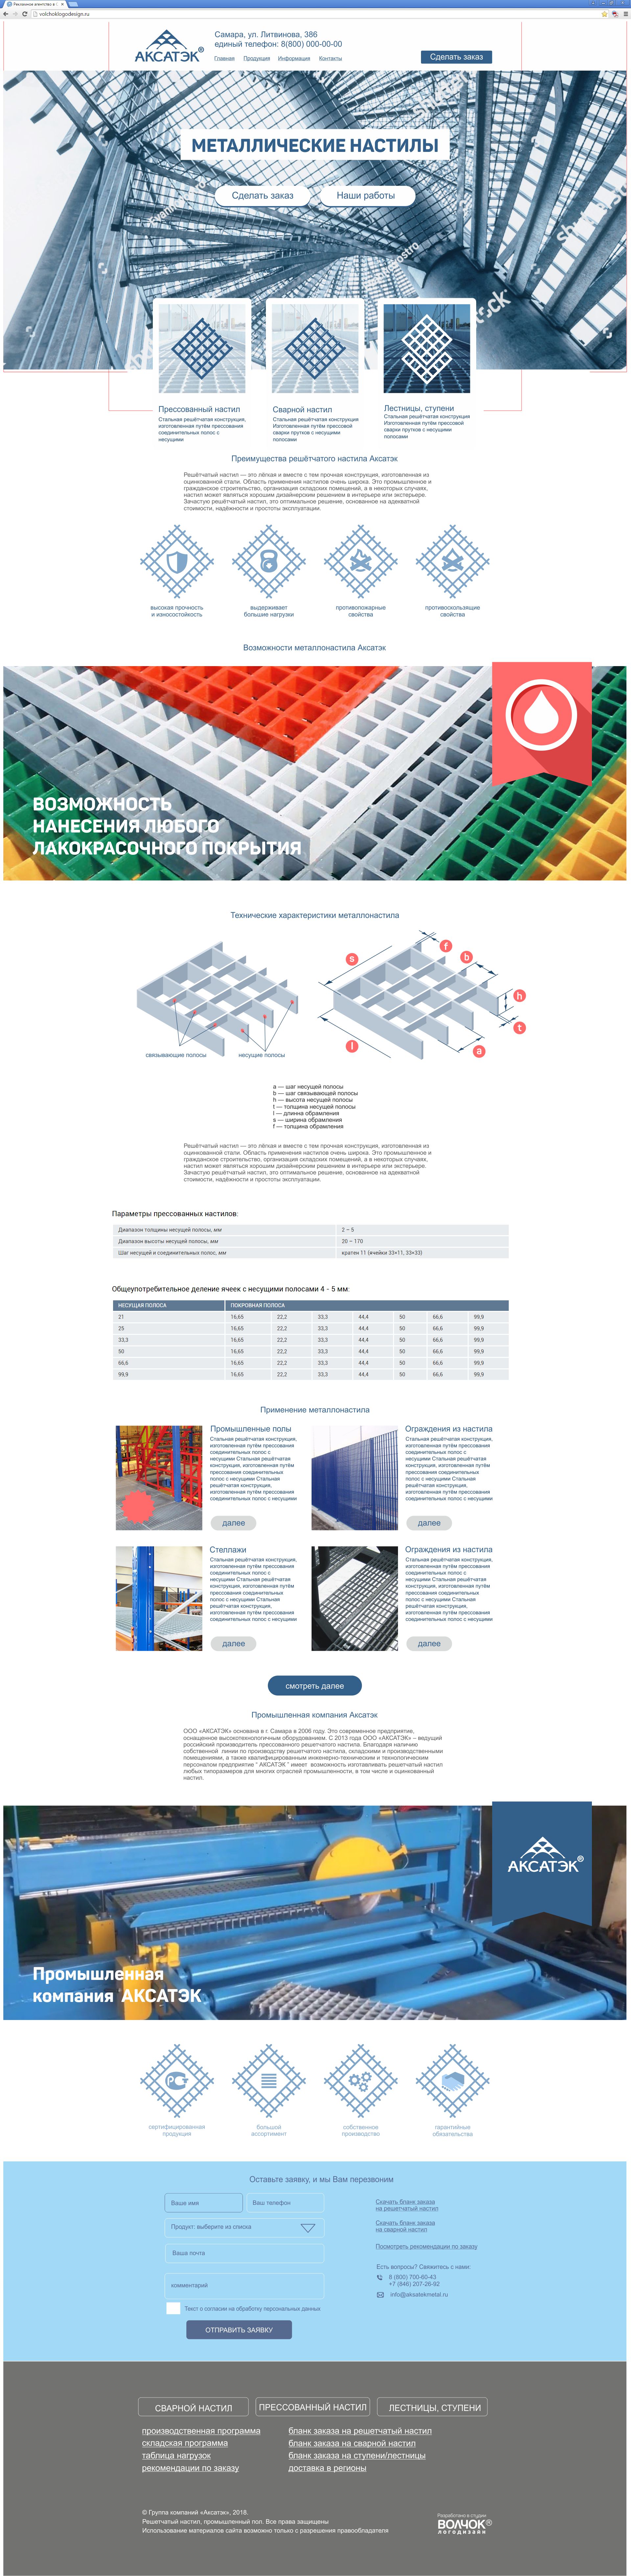 Рекламное агентство в С
volchoklogodesign.ru
АКСАТЭК®
Самара, ул. Литвинова, 386
единый телефон: 8(800) 000-00-00
Главная Продукция Информация Контакты
Сделать заказ
МЕТАЛЛИЧЕСКИЕ НАСТИЛЫ
Сделать заказ Наши работы
Прессованный настил
Стальная решётчатая конструкция,
изготовленная путём прессования
соединительных полос с
несущими
Сварной настил
Стальная решётчатая конструкция
Изготовленная путём прессовой
сварки прутков с несущими
полосами
Лестницы, ступени
Стальная решётчатая конструкция
Изготовленная путём прессовой
сварки прутков с несущими
полосами
Преимущества решётчатого настила Аксатэк
Решётчатый настил — это лёгкая и вместе с тем прочная конструкция, изготовленная из
оцинкованной стали. Область применения настилов очень широка. Это промышленное и
гражданское строительство, организация складских помещений, а в некоторых случаях,
настил может являться хорошим дизайнерским решением в интерьере или экстерьере.
Зачастую решётчатый настил, это оптимальное решение, основанное на адекватной
стоимости, надёжности и простоты эксплуатации.
высокая прочность
и износостойкость
выдерживает
большие нагрузки
противопожарные
свойства
противоскользящие
свойства
Возможности металлонастила Аксатэк
ВОЗМОЖНОСТЬ
НАНЕСЕНИЯ ЛЮБОГО
ЛАКОКРАСОЧНОГО ПОКРЫТИЯ
Технические характеристики металлонастила
s f b h t l a
связывающие полосы несущие полосы
a — шаг несущей полосы
b — шаг связывающей полосы
h — высота несущей полосы
t — толщина несущей полосы
l — длинна обрамления
s — ширина обрамления
f — толщина обрамления
Решётчатый настил — это лёгкая и вместе с тем прочная конструкция, изготовленная из
оцинкованной стали. Область применения настилов очень широка. Это промышленное и
гражданское строительство, организация складских помещений, а в некоторых случаях,
настил может являться хорошим дизайнерским решением в интерьере или экстерьере.
Зачастую решётчатый настил, это оптимальное решение, основанное на адекватной
стоимости, надёжности и простоты эксплуатации.
Параметры прессованных настилов:
Диапазон толщины несущей полосы, мм 2 – 5
Диапазон высоты несущей полосы, мм 20 – 170
Шаг несущей и соединительных полос, мм кратен 11 (ячейки 33×11, 33×33)
Общеупотребительное деление ячеек с несущими полосами 4 - 5 мм:
НЕСУЩАЯ ПОЛОСА ПОКРОВНАЯ ПОЛОСА
21 16,65 22,2 33,3 44,4 50 66,6 99,9
25 16,65 22,2 33,3 44,4 50 66,6 99,9
33,3 16,65 22,2 33,3 44,4 50 66,6 99,9
50 16,65 22,2 33,3 44,4 50 66,6 99,9
66,6 16,65 22,2 33,3 44,4 50 66,6 99,9
99,9 16,65 22,2 33,3 44,4 50 66,6 99,9
Применение металлонастила
Промышленные полы
Стальная решётчатая конструкция,
изготовленная путём прессования
соединительных полос с
несущими Стальная решётчатая
конструкция, изготовленная путём
прессования соединительных
полос с несущими Стальная
решётчатая конструкция,
изготовленная путём прессования
соединительных полос с несущими
далее
Ограждения из настила
Стальная решётчатая конструкция,
изготовленная путём прессования
соединительных полос с
несущими Стальная решётчатая
конструкция, изготовленная путём
прессования соединительных
полос с несущими Стальная
решётчатая конструкция,
изготовленная путём прессования
соединительных полос с несущими
далее
Стеллажи
Стальная решётчатая конструкция,
изготовленная путём прессования
соединительных полос с
несущими Стальная решётчатая
конструкция, изготовленная путём
прессования соединительных
полос с несущими Стальная
решётчатая конструкция,
изготовленная путём прессования
соединительных полос с несущими
далее
Ограждения из настила
Стальная решётчатая конструкция,
изготовленная путём прессования
соединительных полос с
несущими Стальная решётчатая
конструкция, изготовленная путём
прессования соединительных
полос с несущими Стальная
решётчатая конструкция,
изготовленная путём прессования
соединительных полос с несущими
далее
смотреть далее
Промышленная компания Аксатэк
ООО «АКСАТЭК» основана в г. Самара в 2006 году. Это современное предприятие,
оснащенное высокотехнологичным оборудованием. С 2013 года ООО «АКСАТЭК» – ведущий
российский производитель прессованного решетчатого настила. Благодаря наличию
собственной линии по производству решетчатого настила, складскими и производственными
помещениями, а также квалифицированным инженерно-техническим и техническим
персоналом предприятие " АКСАТЭК " имеет возможность изготавливать решетчатый настил
любых типоразмеров для многих отраслей промышленности, в том числе и оцинкованный
настил.
АКСАТЭК®
Промышленная
компания АКСАТЭК
сертифицированная
продукция
большой
ассортимент
собственное
производство
гарантийные
обязательства
Оставьте заявку, и мы Вам перезвоним
Ваша имя Ваш телефон
Продукт: выберите из списка
Ваша почта
комментарий
Текст о согласии на обработку персональных данных
ОТПРАВИТЬ ЗАЯВКУ
Скачать бланк заказа
на решетчатый настил
Скачать бланк заказа
на сварной настил
Посмотреть рекомендации по заказу
Есть вопросы? Свяжитесь с нами:
8 (800) 700-60-43
+7 (846) 207-26-92
info@aksatekmetal.ru
СВАРНОЙ НАСТИЛ ПРЕССОВАННЫЙ НАСТИЛ ЛЕСТНИЦЫ, СТУПЕНИ
производственная программа
складская программа
таблица нагрузок
рекомендации по заказу
бланк заказа на решетчатый настил
бланк заказа на сварной настил
бланк заказа на ступени/лестницы
доставка в регионы
© Группа компаний «Аксатэк», 2018.
Решетчатый настил, промышленный пол. Все права защищены
Использование материалов сайта возможно только с разрешения правообладателя
Разработано в студии
ВОЛЧОК®
логодизайн